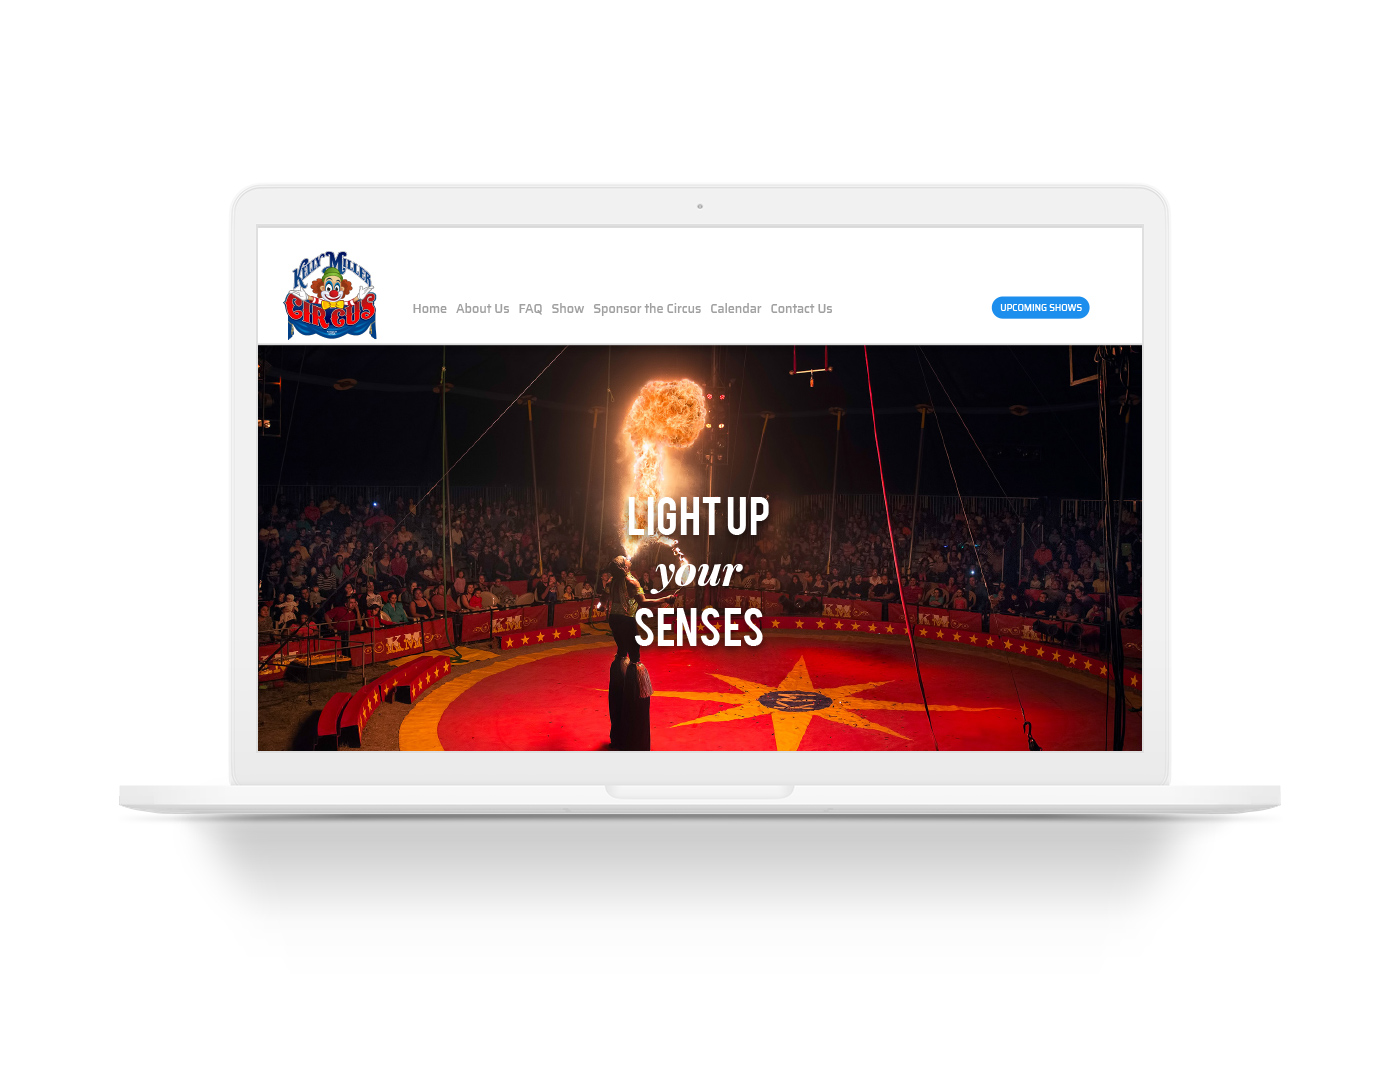 KELLY MILLER
CIRCUS
Home About Us FAQ Show Sponsor the Circus Calendar Contact Us
UPCOMING SHOWS
LIGHT UP
your
SENSES
KM
KM
KM
KM